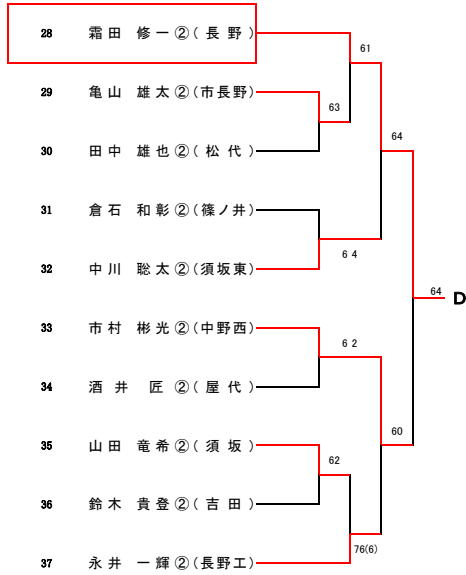 28 霜田 修一②(長野)
61
29 亀山 雄太②(市長野)
63
64
30 田中 雄也②(松代)
31 倉石 和彰②(篠ノ井)
6 4
32 中川 聡太②(須坂東)
64 D
33 市村 彬光②(中野西)
6 2
34 酒井 匠②(屋代)
60
35 山田 竜希②(須坂)
62
36 鈴木 貴登②(吉田)
76(6)
37 永井 一輝②(長野工)